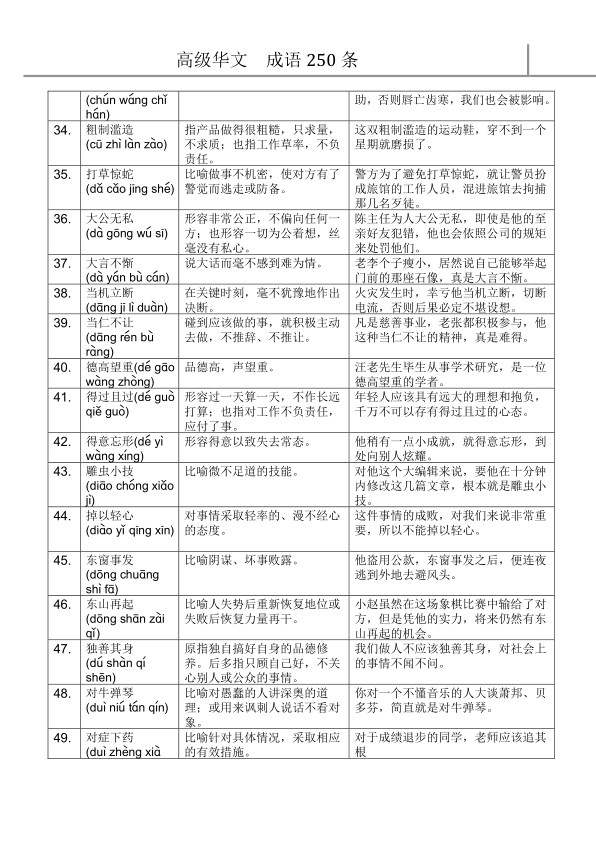 高级华文 成语 250 条
(chún wáng chǐ
hán)
助，否则唇亡齿寒，我们也会被影响。
34.
粗制滥造
(cū zhì làn zào)
指产品做得很粗糙，只求量，
不求质；也指工作草率，不负
责任。
这双粗制滥造的运动鞋，穿不到一个
星期就磨损了。
35.
打草惊蛇
(dǎ cǎo jīng shé)
比喻做事不机密，使对方有了
警觉而逃走或防备。
警方为了避免打草惊蛇，就让警员扮
成旅馆的工作人员，混进旅馆去拘捕
那几名歹徒。
36.
大公无私
(dà gōng wú sī)
形容非常公正，不偏向任何一
方；也形容一切为公着想，丝
毫没有私心。
陈主任为人大公无私，即使是他的至
亲好友犯错，他也会依照公司的规矩
来处罚他们。
37.
大言不惭
(dà yán bù cán)
说大话而毫不感到难为情。
老李个子瘦小，居然说自己能够举起
门前的那座石像，真是大言不惭。
38.
当机立断
(dāng jī lì duàn)
在关键时刻，毫不犹豫地作出
决断。
火灾发生时，幸亏他当机立断，切断
电流，否则后果必定不堪设想。
39.
当仁不让
(dāng rén bù
ràng)
碰到应该做的事，就积极主动
去做，不推辞、不推让。
凡是慈善事业，老张都积极参与，他
这种当仁不让的精神，真是难得。
40.
德高望重(dé gāo
wàng zhòng)
品德高，声望重。
汪老先生毕生从事学术研究，是一位
德高望重的学者。
41.
得过且过(dé guò
qiě guò)
形容过一天算一天，不作长远
打算；也指对工作不负责任，
应付了事。
年轻人应该具有远大的理想和抱负，
千万不可以存有得过且过的心态。
42.
得意忘形(dé yì
wàng xíng)
形容得意以致失去常态。
他稍有一点小成就，就得意忘形，到
处向别人炫耀。
43.
雕虫小技
(diāo chóng xiǎo
jì)
比喻微不足道的技能。
对他这个大编辑来说，要他在十分钟
内修改这几篇文章，根本就是雕虫小
技。
44.
掉以轻心
(diào yǐ qīng xīn)
对事情采取轻率的、漫不经心
的态度。
这件事情的成败，对我们来说非常重
要，所以不能掉以轻心。
45.
东窗事发
(dōng chuāng
shì fā)
比喻阴谋、坏事败露。
他盗用公款，东窗事发之后，便连夜
逃到外地去避风头。
46.
东山再起
(dōng shān zài
qǐ)
比喻人失势后重新恢复地位或
失败后恢复力量再干。
小赵虽然在这场象棋比赛中输给了对
方，但是凭他的实力，将来仍然有东
山再起的机会。
47.
独善其身
(dú shàn qí
shēn)
原指独自搞好自身的品德修
养。后多指只顾自己好，不关
心别人或公众的事情。
我们做人不应该独善其身，对社会上
的事情不闻不问。
48.
对牛弹琴
(duì niú tán qín)
比喻对愚蠢的人讲深奥的道
理；或用来讽刺人说话不看对
象。
你对一个不懂音乐的人大谈萧邦、贝
多芬，简直就是对牛弹琴。
49.
对症下药
(duì zhèng xià
比喻针对具体情况，采取相应
的有效措施。
对于成绩退步的同学，老师应该追其
根